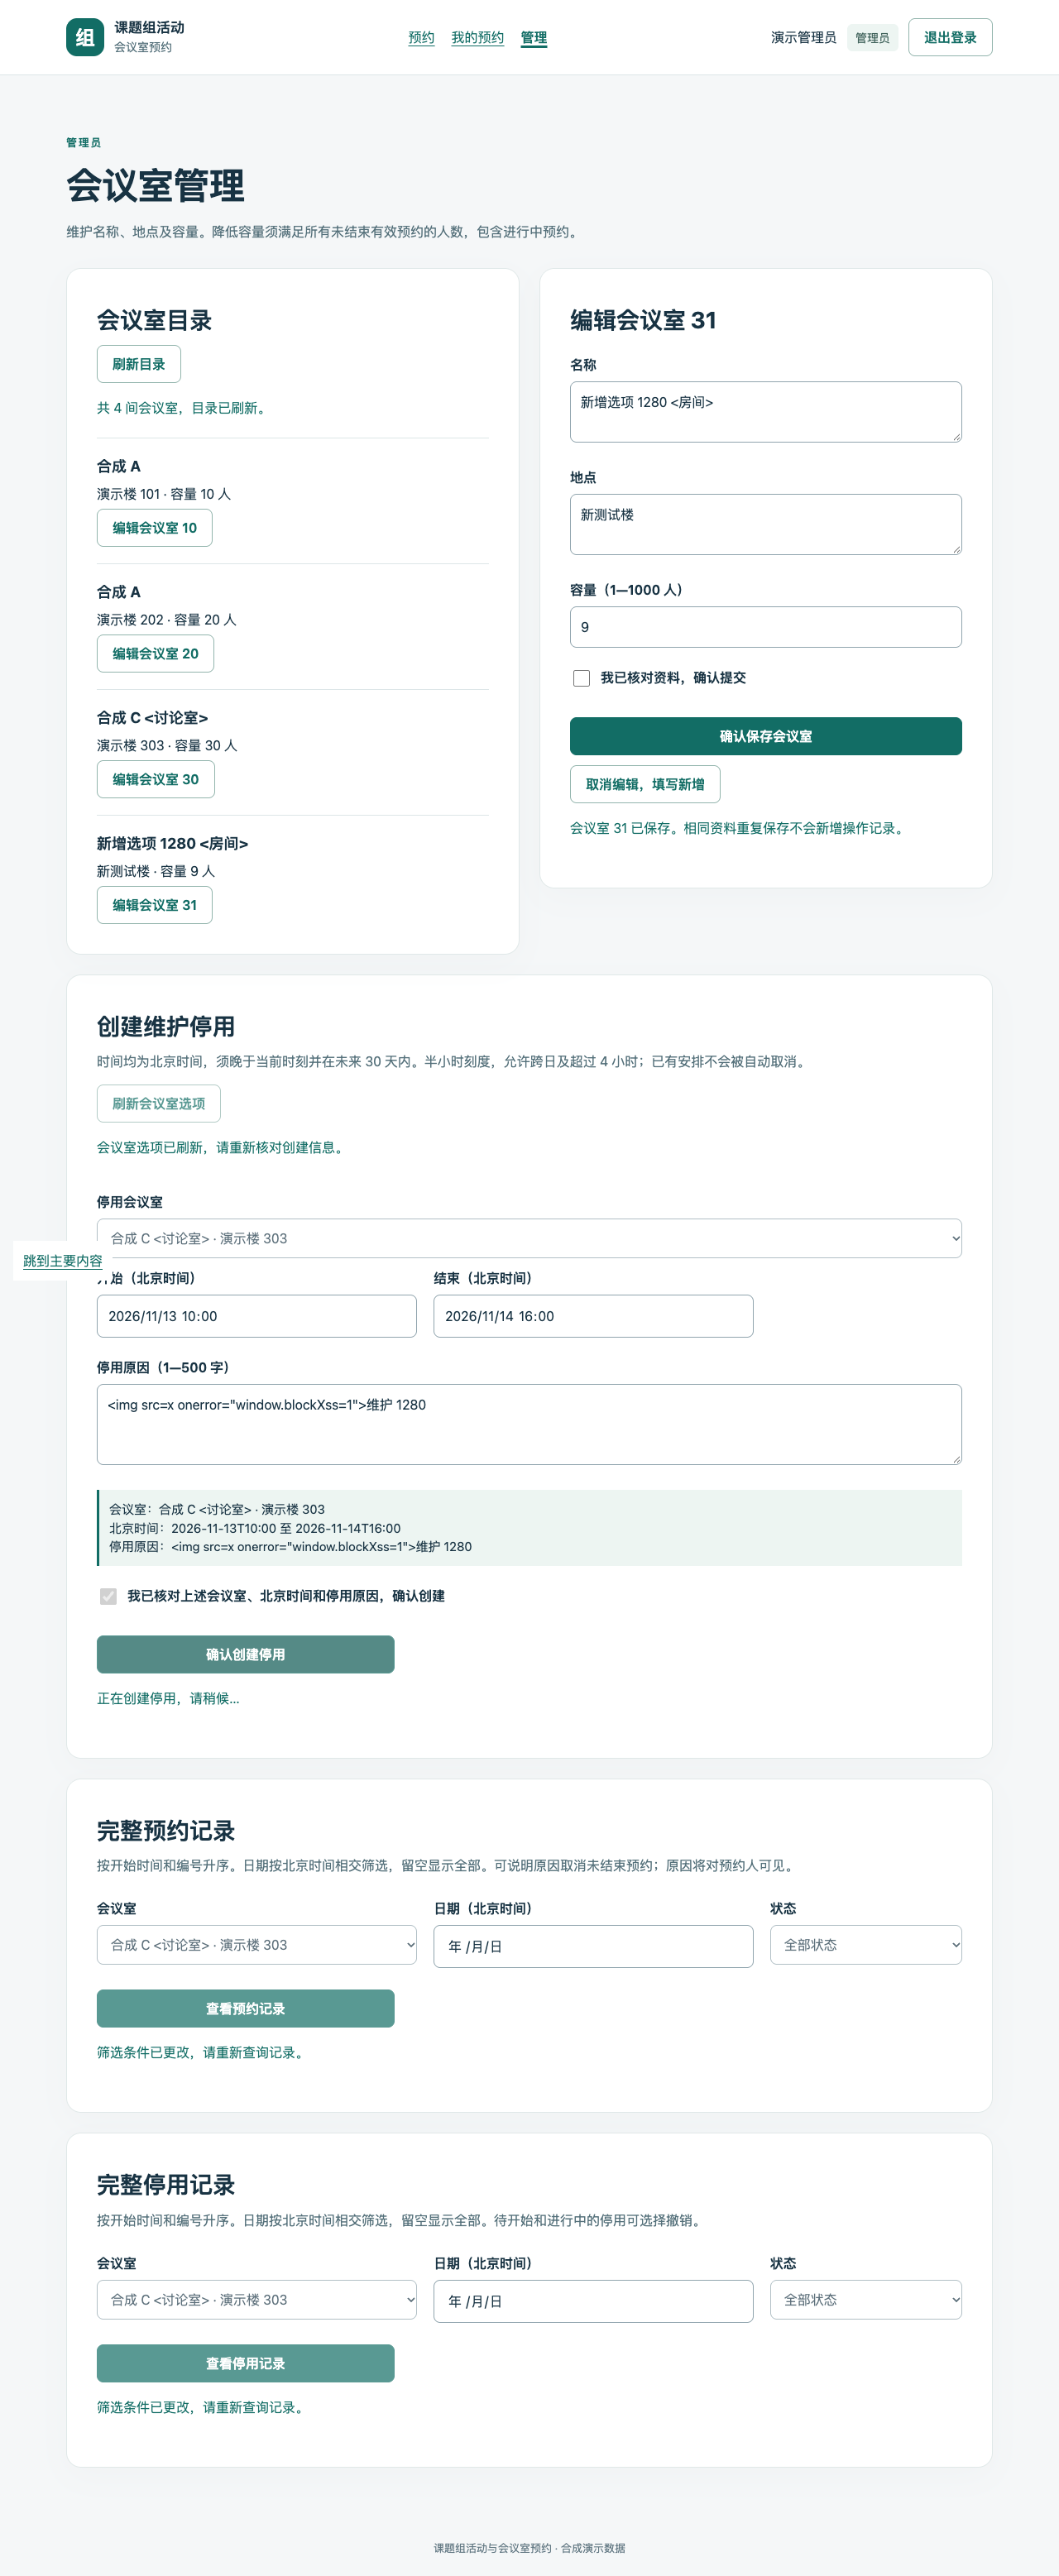 组
课题组活动
会议室预约
预约 我的预约 管理
演示管理员 管理员 退出登录
管理员
会议室管理
维护名称、地点及容量。降低容量须满足所有未结束有效预约的人数，包含进行中预约。
会议室目录
刷新目录
共 4 间会议室，目录已刷新。
合成 A
演示楼 101 · 容量 10 人
编辑会议室 10
合成 A
演示楼 202 · 容量 20 人
编辑会议室 20
合成 C <讨论室>
演示楼 303 · 容量 30 人
编辑会议室 30
新增选项 1280 <房间>
新测试楼 · 容量 9 人
编辑会议室 31
编辑会议室 31
名称
新增选项 1280 <房间>
地点
新测试楼
容量（1—1000 人）
9
我已核对资料，确认提交
确认保存会议室
取消编辑，填写新增
会议室 31 已保存。相同资料重复保存不会新增操作记录。
创建维护停用
时间均为北京时间，须晚于当前时刻并在未来 30 天内。半小时刻度，允许跨日及超过 4 小时；已有安排不会被自动取消。
刷新会议室选项
会议室选项已刷新，请重新核对创建信息。
停用会议室
合成 C <讨论室> · 演示楼 303
跳到主要内容
开始（北京时间） 结束（北京时间）
2026/11/13 10:00 2026/11/14 16:00
停用原因（1—500 字）
<img src=x onerror="window.blockXss=1">维护 1280
会议室：合成 C <讨论室> · 演示楼 303
北京时间：2026-11-13T10:00 至 2026-11-14T16:00
停用原因：<img src=x onerror="window.blockXss=1">维护 1280
我已核对上述会议室、北京时间和停用原因，确认创建
确认创建停用
正在创建停用，请稍候...
完整预约记录
按开始时间和编号升序。日期按北京时间相交筛选，留空显示全部。可说明原因取消未结束预约；原因将对预约人可见。
会议室 日期（北京时间） 状态
合成 C <讨论室> · 演示楼 303 年 /月/日 全部状态
查看预约记录
筛选条件已更改，请重新查询记录。
完整停用记录
按开始时间和编号升序。日期按北京时间相交筛选，留空显示全部。待开始和进行中的停用可选择撤销。
会议室 日期（北京时间） 状态
合成 C <讨论室> · 演示楼 303 年 /月/日 全部状态
查看停用记录
筛选条件已更改，请重新查询记录。
课题组活动与会议室预约 · 合成演示数据